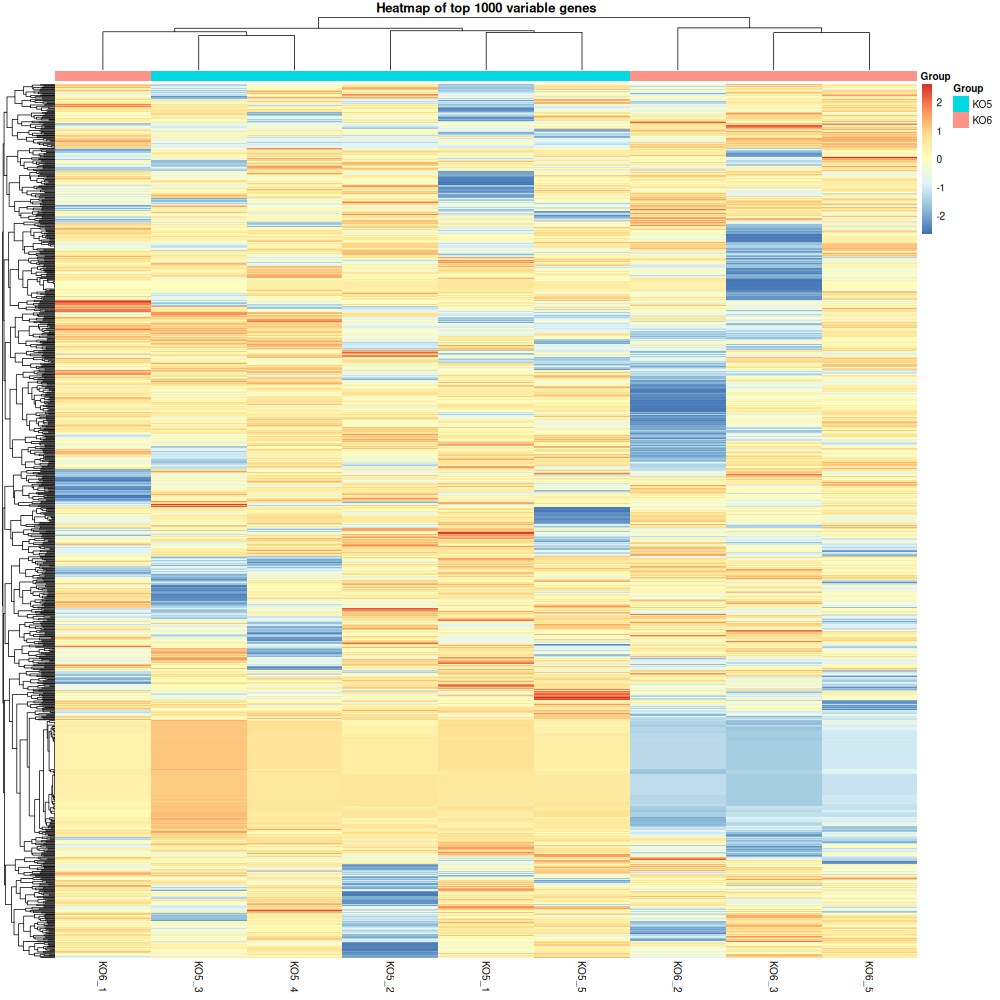 Heatmap of top 1000 variable genes
Group
Group
2
1
0
-1
-2
KO5
KO6
KO6_1
KO5_3
KO5_4
KO5_2
KO5_1
KO5_5
KO6_2
KO6_3
KO6_5